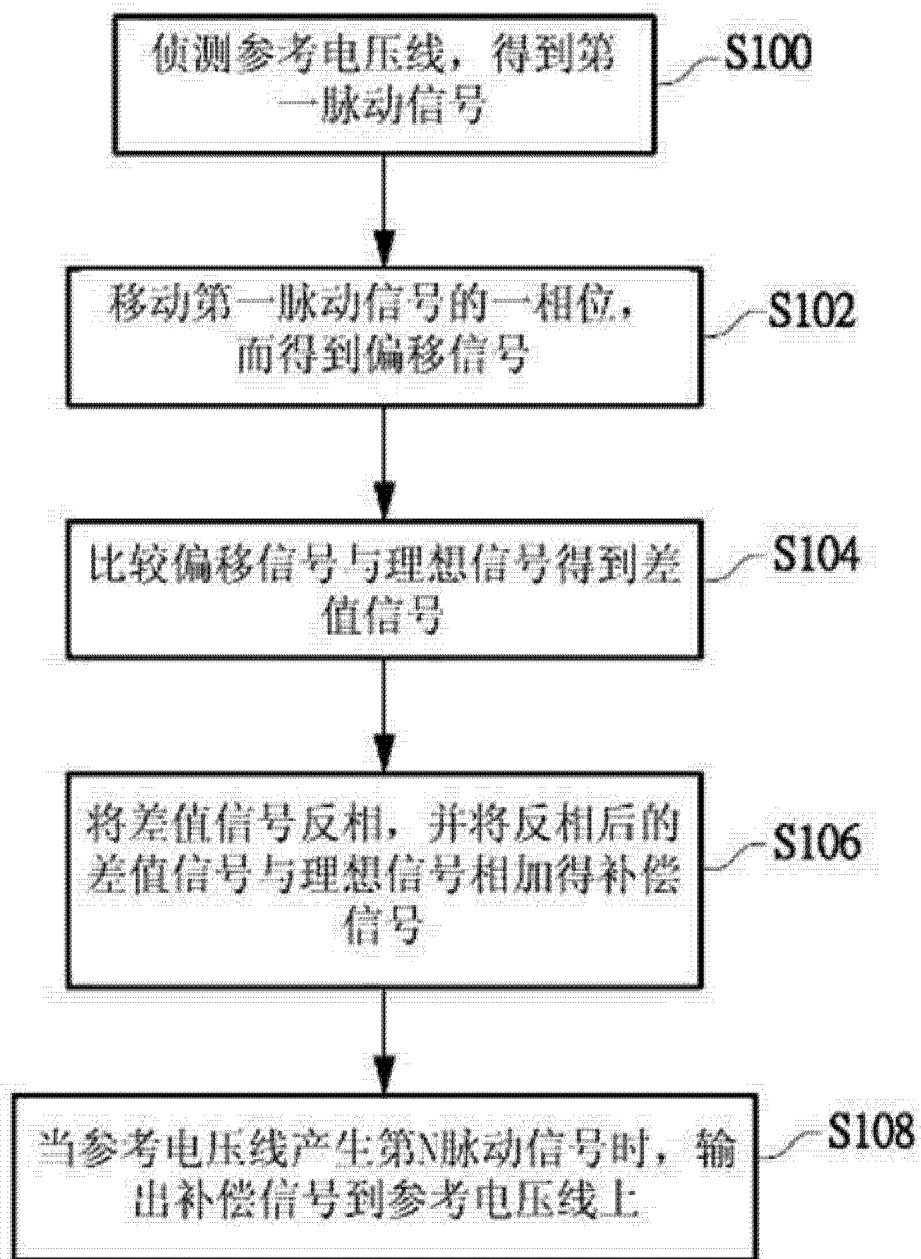 侦测参考电压线，得到第
一脉动信号
S100
移动第一脉动信号的一相位，
而得到偏移信号
S102
比较偏移信号与理想信号得到差
值信号
S104
将差值信号反相，并将反相后的
差值信号与理想信号相加得补偿
信号
S106
当参考电压线产生第N脉动信号时，输
出补偿信号到参考电压线上
S108